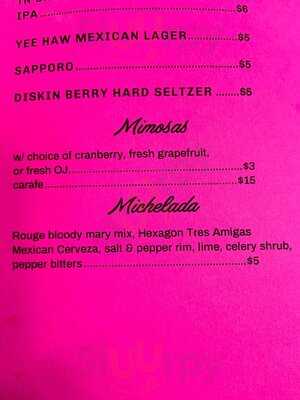 IPA.............................................................$6
YEE HAW MEXICAN LAGER................$5
SAPPORO..................................................$5
DISKIN BERRY HARD SELTZER .......$6
Mimosas
w/ choice of cranberry, fresh grapefruit,
or fresh OJ....................................................$3
carafe..........................................................$15
Michelada
Rouge bloody mary mix, Hexagon Tres Amigas
Mexican Cerveza, salt & pepper rim, lime, celery shrub,
pepper bitters.................................................$5